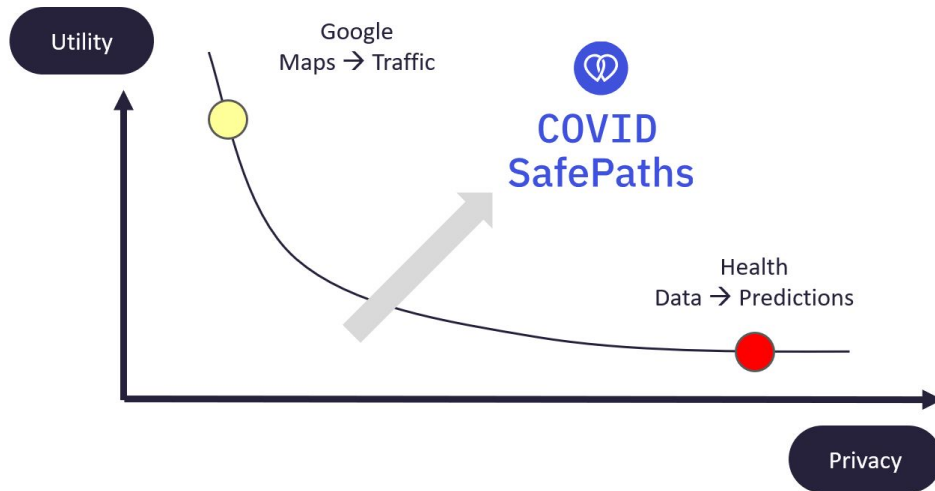 Utility
Google
Maps → Traffic
COVID
SafePaths
Health
Data → Predictions
Privacy